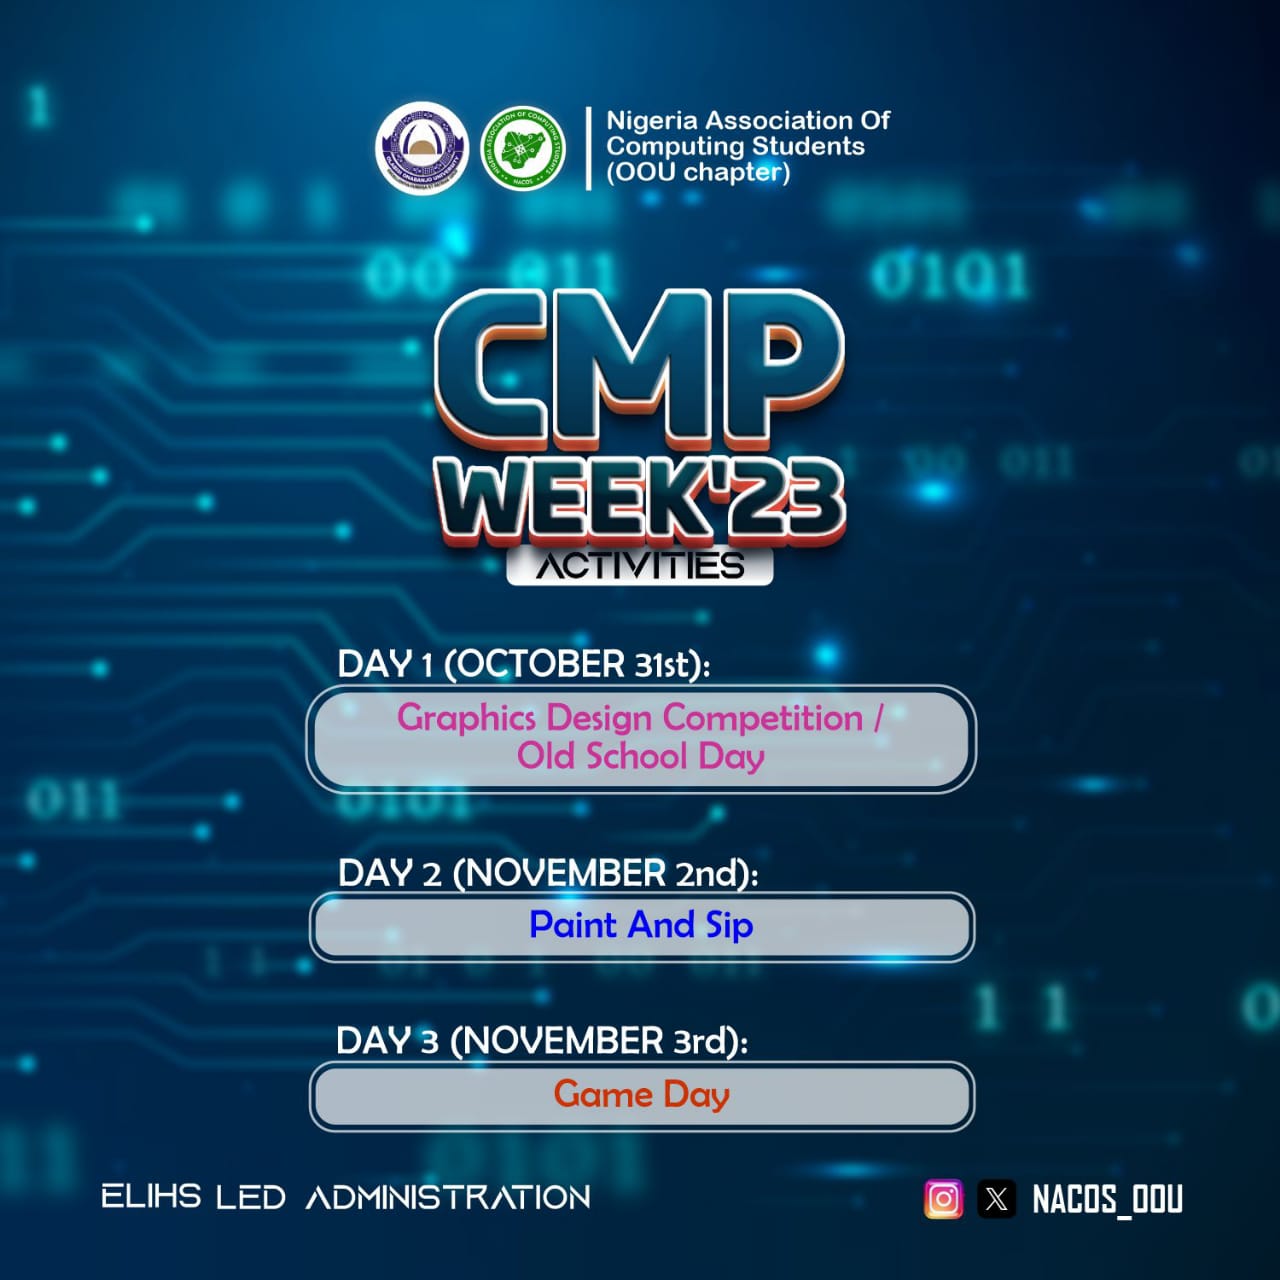 Nigeria Association Of
Computing Students
(OOU chapter)
CMP
WEEK'23
ACTIVITIES
DAY 1 (OCTOBER 31st):
Graphics Design Competition /
Old School Day
DAY 2 (NOVEMBER 2nd):
Paint And Sip
DAY 3 (NOVEMBER 3rd):
Game Day
ELIHS LED ADMINISTRATION
NACOS_OOU